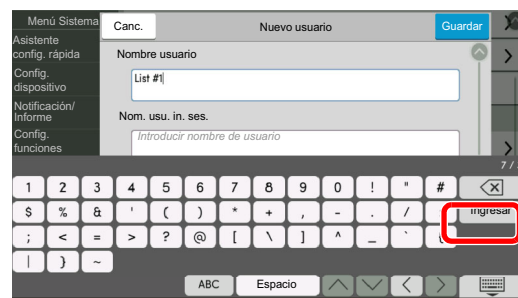 Menú Sistema
Canc.
Nuevo usuario
Guardar
Asistente
config. rápida
Nombre usuario
List #1
Config.
dispositivo
Notificación/
Informe
Nom. usu. in. ses.
Config.
funciones
Introducir nombre de usuario
7 /
1 2 3 4 5 6 7 8 9 0 ! " #
$ % & ' ( ) * + , - . /
Ingresar
; < = > ? @ [ \ ] ^ _ ` {
| } ~
ABC
Espacio